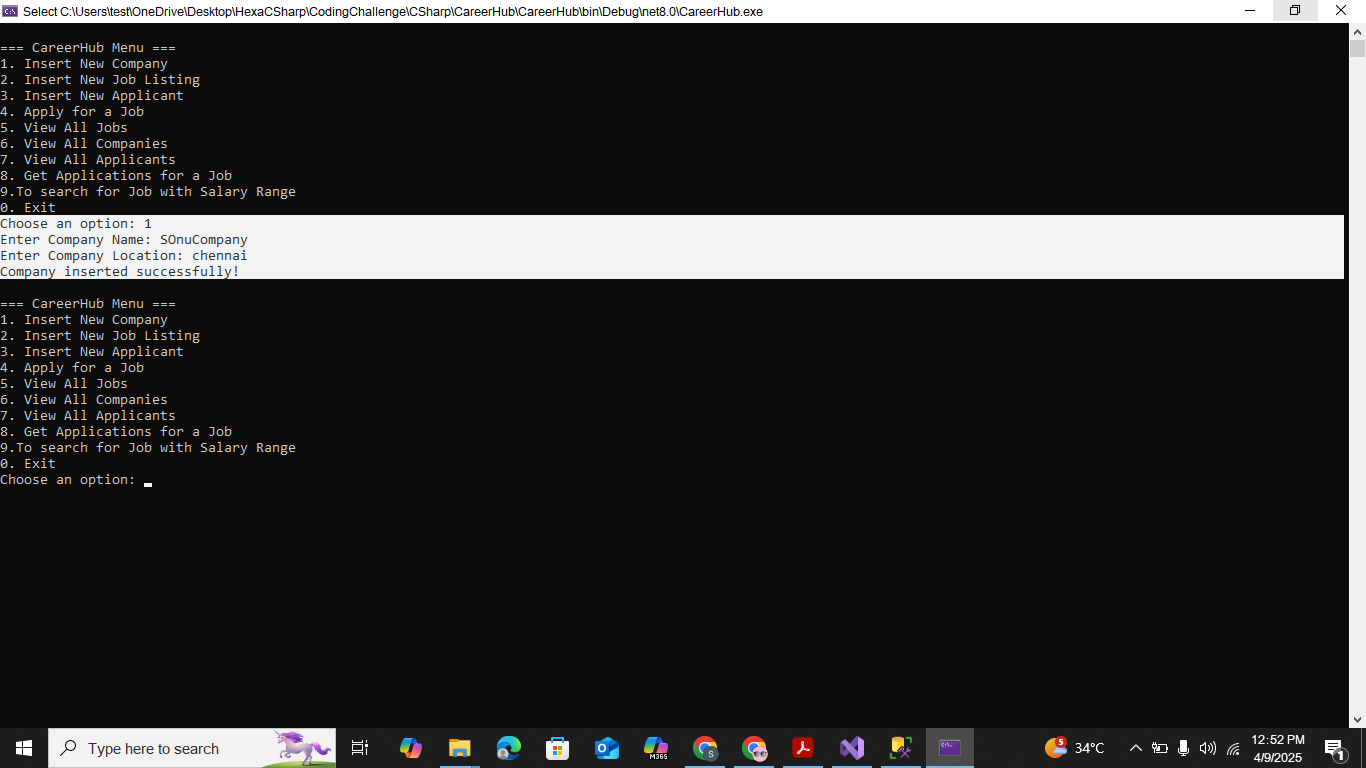 Select C:\Users\test\OneDrive\Desktop\HexaCSharp\CodingChallenge\CSharp\CareerHub\CareerHub\bin\Debug\net8.0\CareerHub.exe
=== CareerHub Menu ===
1. Insert New Company
2. Insert New Job Listing
3. Insert New Applicant
4. Apply for a Job
5. View All Jobs
6. View All Companies
7. View All Applicants
8. Get Applications for a Job
9.To search for Job with Salary Range
0. Exit
Choose an option: 1
Enter Company Name: SOnuCompany
Enter Company Location: chennai
Company inserted successfully!
=== CareerHub Menu ===
1. Insert New Company
2. Insert New Job Listing
3. Insert New Applicant
4. Apply for a Job
5. View All Jobs
6. View All Companies
7. View All Applicants
8. Get Applications for a Job
9.To search for Job with Salary Range
0. Exit
Choose an option:
Type here to search
M365
S
5
34°C
12:52 PM
4/9/2025
1